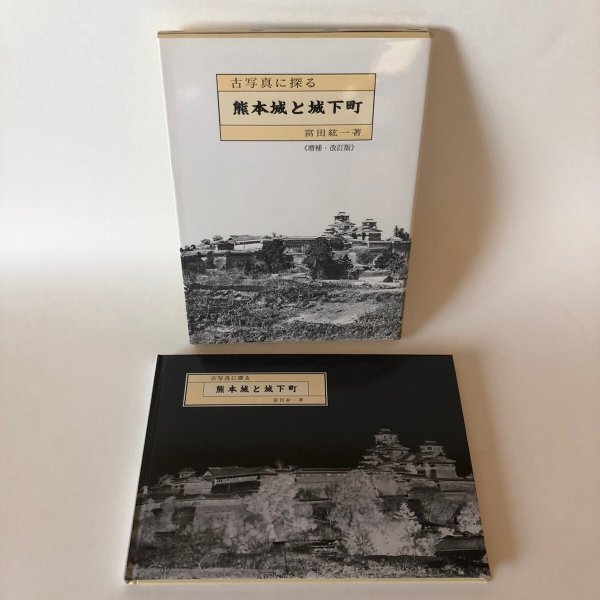 古写真に探る
熊本城と城下町
富田紘一著
《増補・改訂版》
古写真に探る
熊本城と城下町
富田紘一著